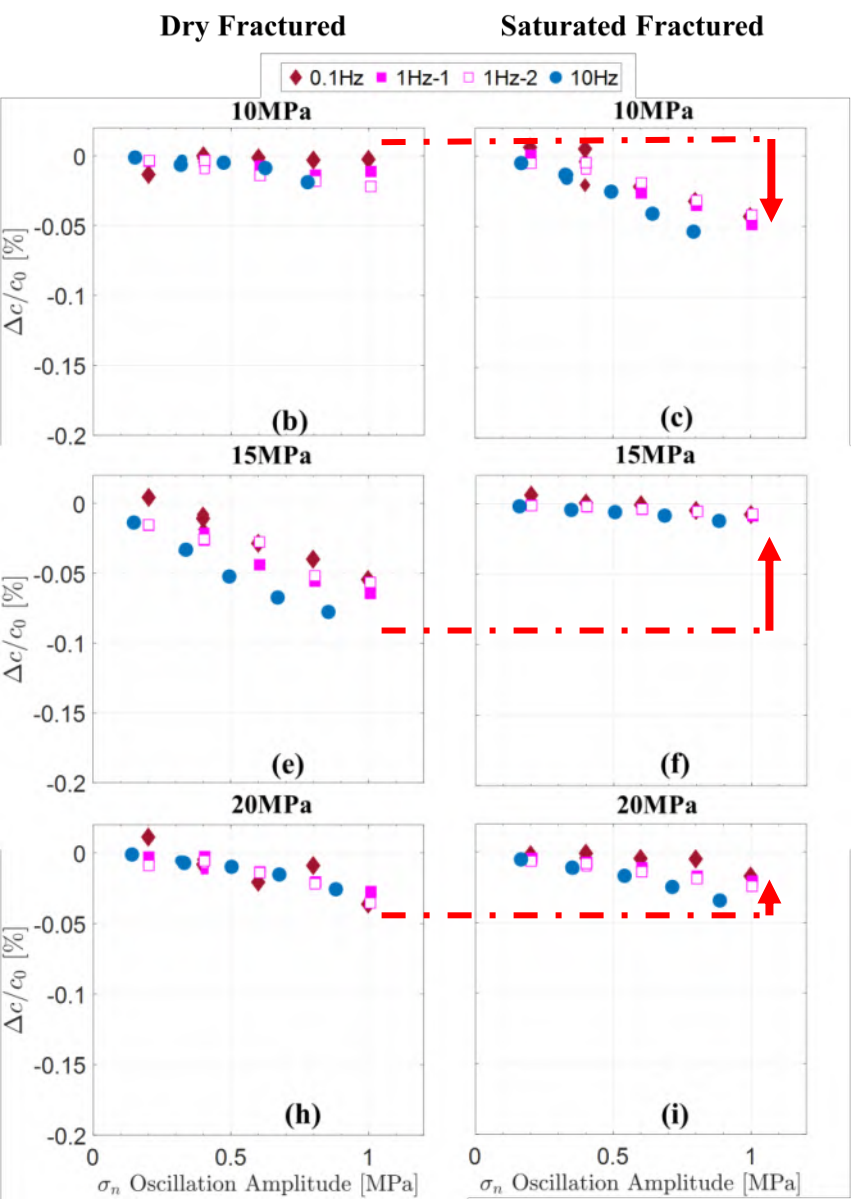 Dry Fractured Saturated Fractured
0.1Hz 1Hz-1 1Hz-2 10Hz
10MPa 10MPa
0
-0.05
-0.1
-0.15
-0.2
Δc/c₀ [%]
(b) (c)
15MPa 15MPa
0
-0.05
-0.1
-0.15
-0.2
Δc/c₀ [%]
(e) (f)
20MPa 20MPa
0
-0.05
-0.1
-0.15
-0.2
Δc/c₀ [%]
(h) (i)
0 0.5 1 0 0.5 1
σₙ Oscillation Amplitude [MPa] σₙ Oscillation Amplitude [MPa]